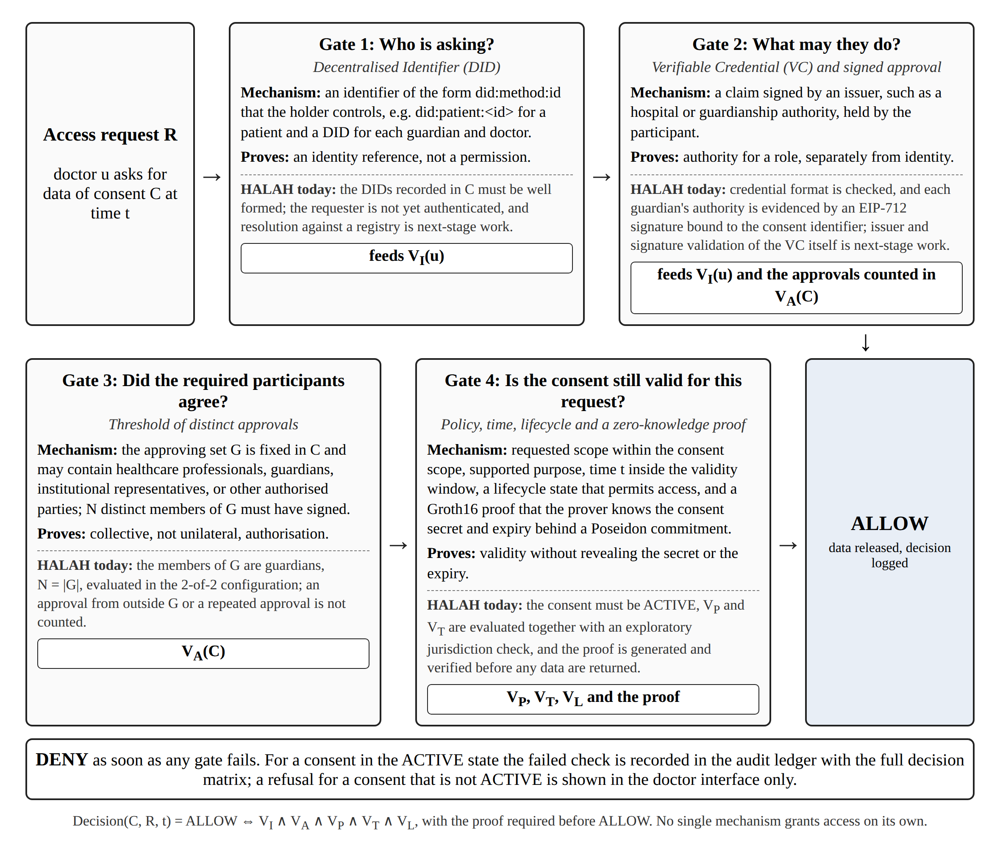 Access request R
doctor u asks for
data of consent C at
time t
→
Gate 1: Who is asking?
Decentralised Identifier (DID)
Mechanism: an identifier of the form did:method:id
that the holder controls, e.g. did:patient:<id> for a
patient and a DID for each guardian and doctor.
Proves: an identity reference, not a permission.
HALAH today: the DIDs recorded in C must be well
formed; the requester is not yet authenticated, and
resolution against a registry is next-stage work.
feeds V_I(u)
→
Gate 2: What may they do?
Verifiable Credential (VC) and signed approval
Mechanism: a claim signed by an issuer, such as a
hospital or guardianship authority, held by the
participant.
Proves: authority for a role, separately from identity.
HALAH today: credential format is checked, and each
guardian's authority is evidenced by an EIP-712
signature bound to the consent identifier; issuer and
signature validation of the VC itself is next-stage work.
feeds V_I(u) and the approvals counted in
V_A(C)
↓
Gate 3: Did the required participants
agree?
Threshold of distinct approvals
Mechanism: the approving set G is fixed in C and
may contain healthcare professionals, guardians,
institutional representatives, or other authorised
parties; N distinct members of G must have signed.
Proves: collective, not unilateral, authorisation.
HALAH today: the members of G are guardians,
N = |G|, evaluated in the 2-of-2 configuration; an
approval from outside G or a repeated approval is not
counted.
V_A(C)
→
Gate 4: Is the consent still valid for this
request?
Policy, time, lifecycle and a zero-knowledge proof
Mechanism: requested scope within the consent
scope, supported purpose, time t inside the validity
window, a lifecycle state that permits access, and a
Groth16 proof that the prover knows the consent
secret and expiry behind a Poseidon commitment.
Proves: validity without revealing the secret or the
expiry.
HALAH today: the consent must be ACTIVE, V_P and
V_T are evaluated together with an exploratory
jurisdiction check, and the proof is generated and
verified before any data are returned.
V_P, V_T, V_L and the proof
→
ALLOW
data released, decision
logged
DENY as soon as any gate fails. For a consent in the ACTIVE state the failed check is recorded in the audit ledger with the full decision
matrix; a refusal for a consent that is not ACTIVE is shown in the doctor interface only.
Decision(C, R, t) = ALLOW ⇔ V_I ∧ V_A ∧ V_P ∧ V_T ∧ V_L, with the proof required before ALLOW. No single mechanism grants access on its own.